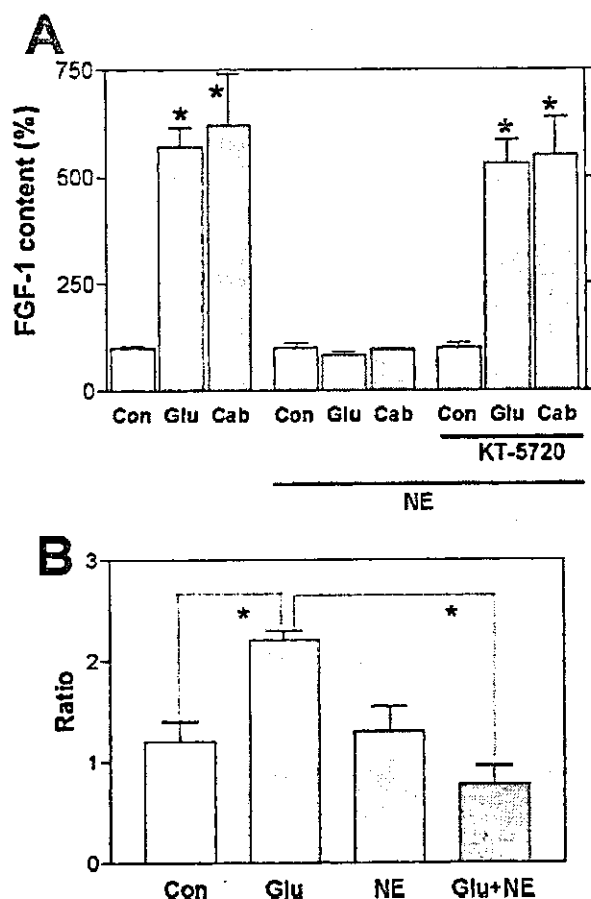 A
FGF-1 content (%)
750
500
250
0
* * * *
Con Glu Cab Con Glu Cab Con Glu Cab
KT-5720
NE
B
Ratio
3
2
1
0
* *
Con Glu NE Glu+NE